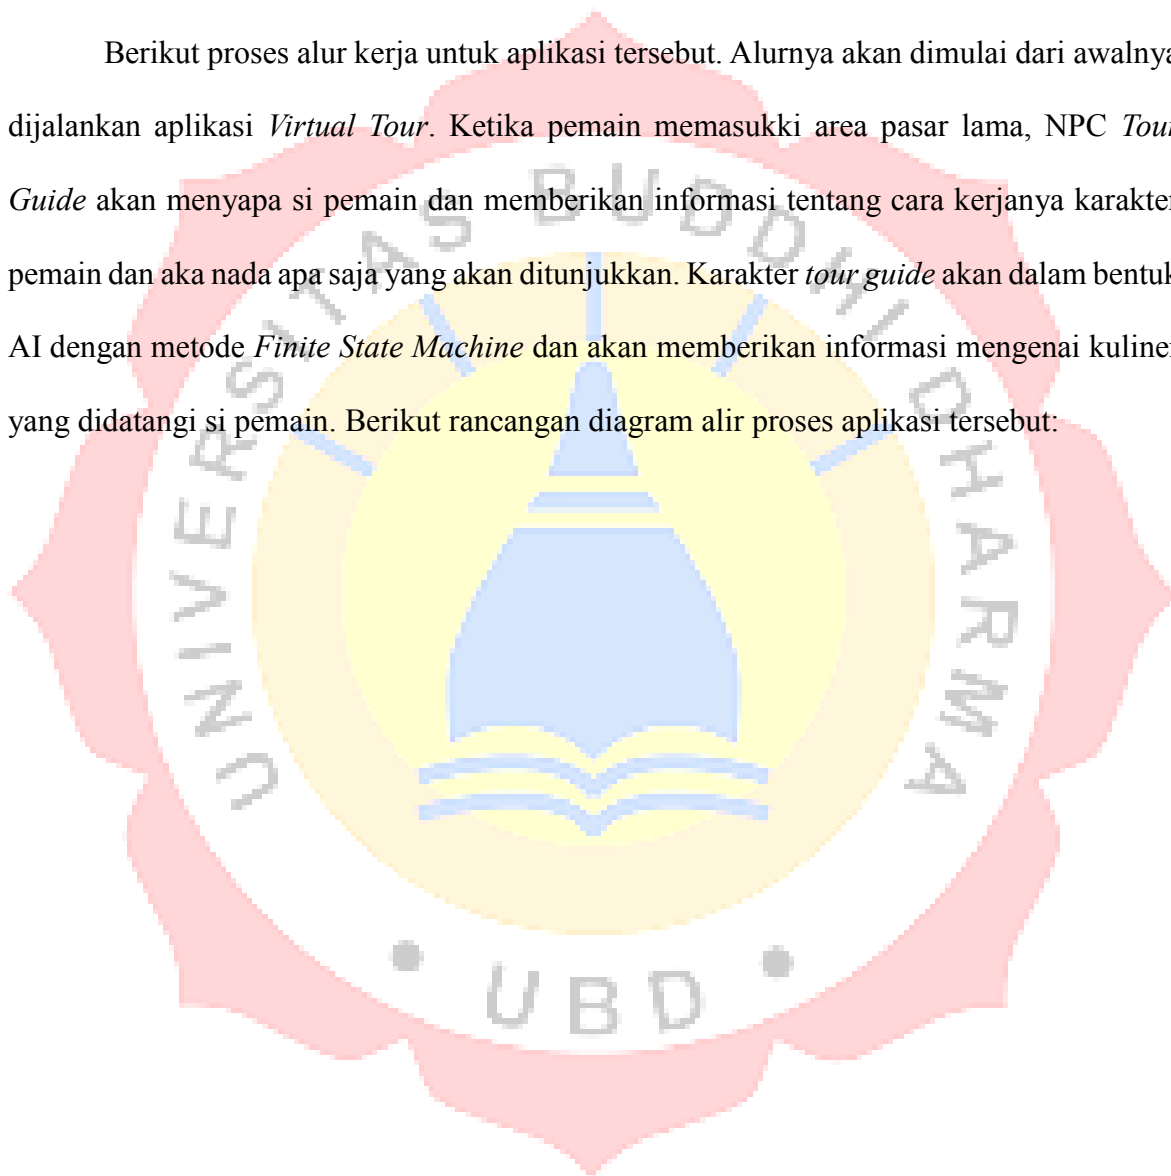 Berikut proses alur kerja untuk aplikasi tersebut. Alurnya akan dimulai dari awalnya
dijalankan aplikasi Virtual Tour. Ketika pemain memasukki area pasar lama, NPC Tour
Guide akan menyapa si pemain dan memberikan informasi tentang cara kerjanya karakter
pemain dan aka nada apa saja yang akan ditunjukkan. Karakter tour guide akan dalam bentuk
AI dengan metode Finite State Machine dan akan memberikan informasi mengenai kuliner
yang didatangi si pemain. Berikut rancangan diagram alir proses aplikasi tersebut:
UNIVERSITAS BUDDHI DHARMA
• UBD •